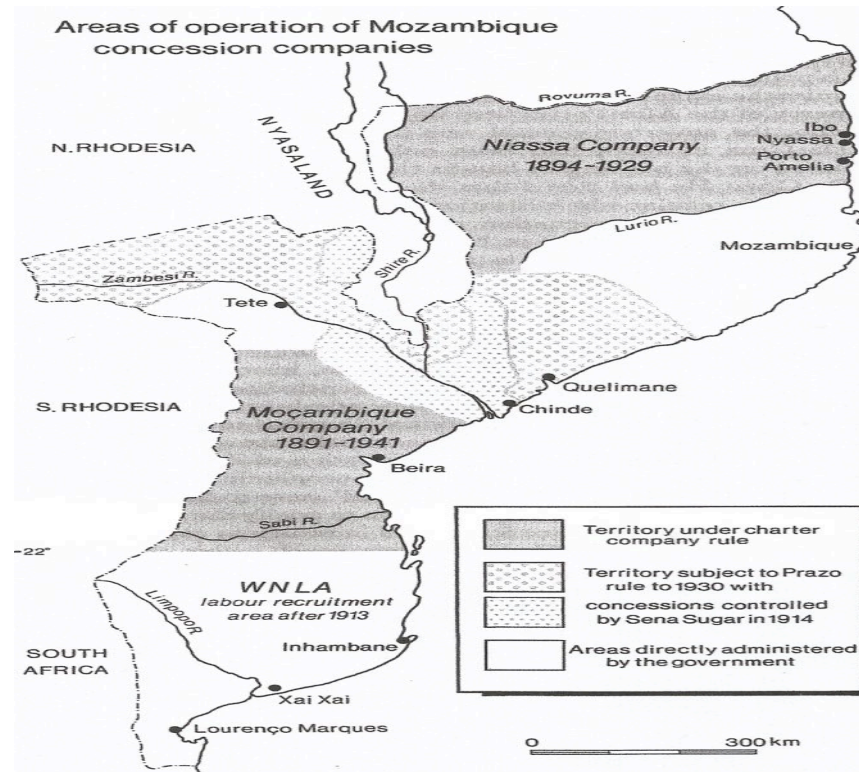 Areas of operation of Mozambique
concession companies
Rovuma R.
Ibo
Nyassa
Porto
Amelia
Niassa Company
1894-1929
N. RHODESIA
NYASALAND
Lurio R.
Mozambique
Shire R.
Zambesi R.
Tete
Quelimane
Chinde
S. RHODESIA
Moçambique
Company
1891-1941
Beira
Sabi R.
-22°
WNLA
labour recruitment
area after 1913
Limpopo R
Inhambane
SOUTH
AFRICA
Xai Xai
Lourenço Marques
Territory under charter
company rule
Territory subject to Prazo
rule to 1930 with
concessions controlled
by Sena Sugar in 1914
Areas directly administered
by the government
0 300 km